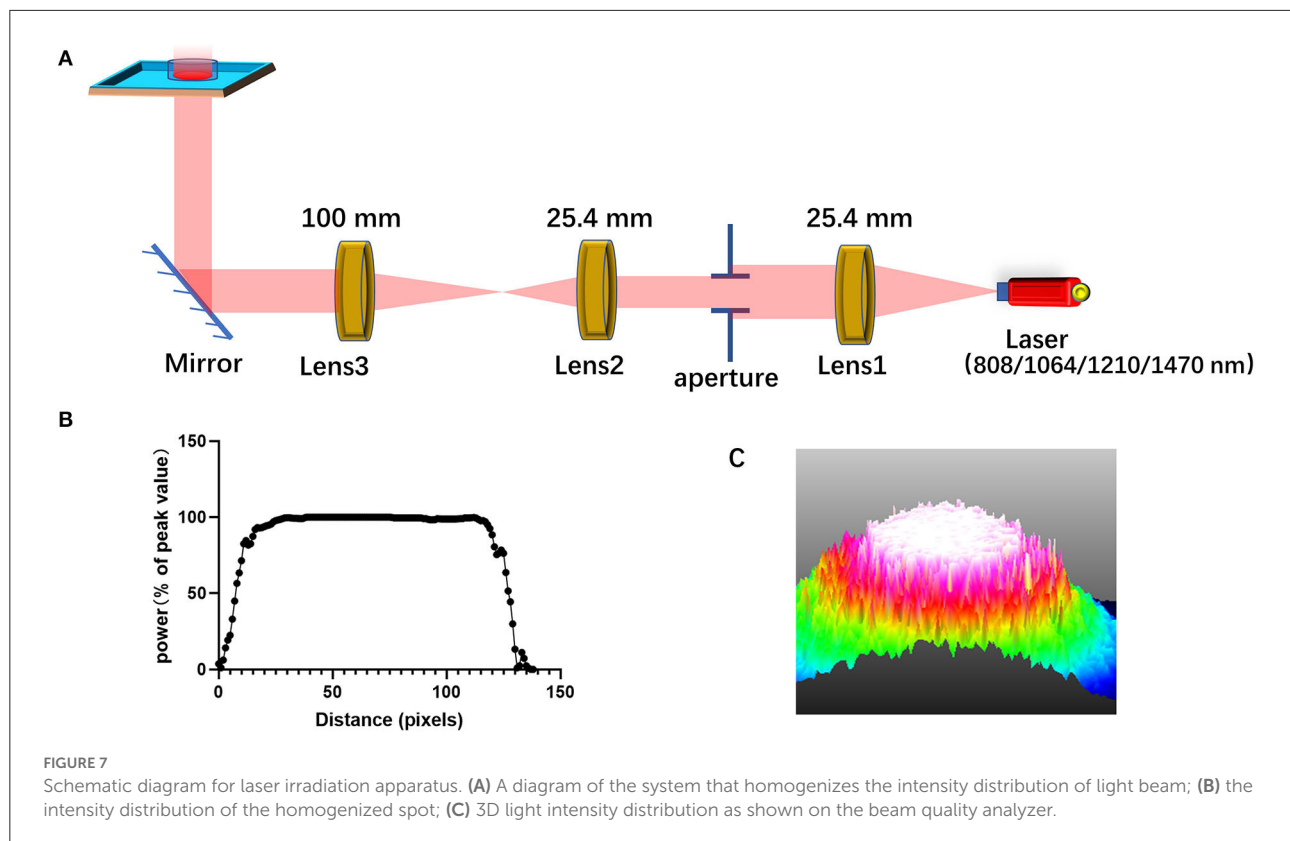 A
100 mm
25.4 mm
25.4 mm
Mirror
Lens3
Lens2
aperture
Lens1
Laser
(808/1064/1210/1470 nm)
B
150
100
50
0
power (% of peak value)
0
50
100
150
Distance (pixels)
C
FIGURE 7
Schematic diagram for laser irradiation apparatus. (A) A diagram of the system that homogenizes the intensity distribution of light beam; (B) the
intensity distribution of the homogenized spot; (C) 3D light intensity distribution as shown on the beam quality analyzer.